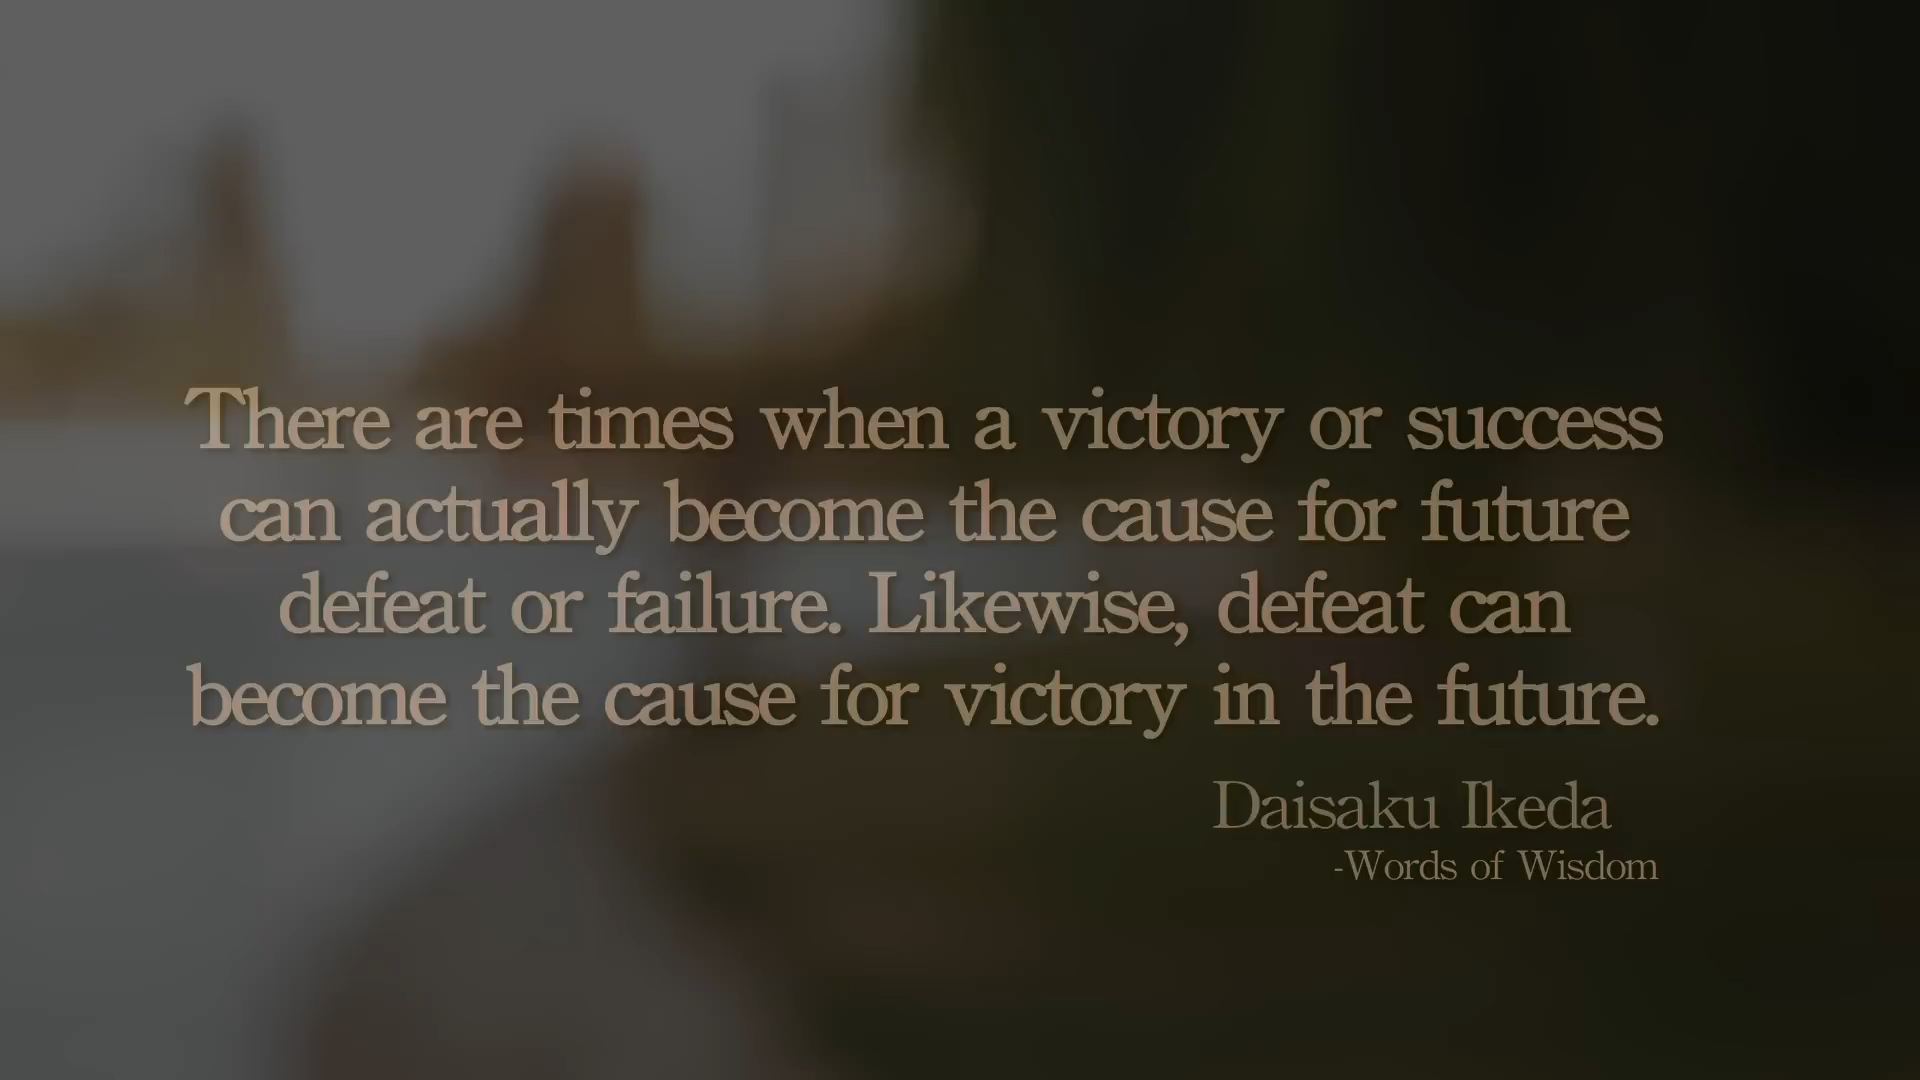 There are times when a victory or success
can actually become the cause for future
defeat or failure. Likewise, defeat can
become the cause for victory in the future.
Daisaku Ikeda
-Words of Wisdom